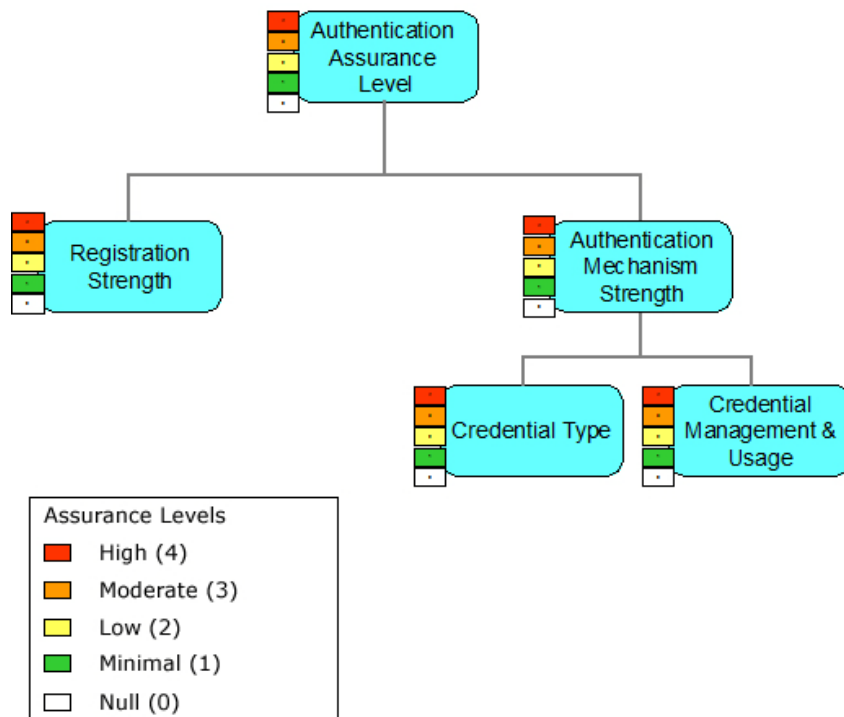 Authentication
Assurance
Level
Registration
Strength
Authentication
Mechanism
Strength
Credential Type
Credential
Management &
Usage
Assurance Levels
High (4)
Moderate (3)
Low (2)
Minimal (1)
Null (0)